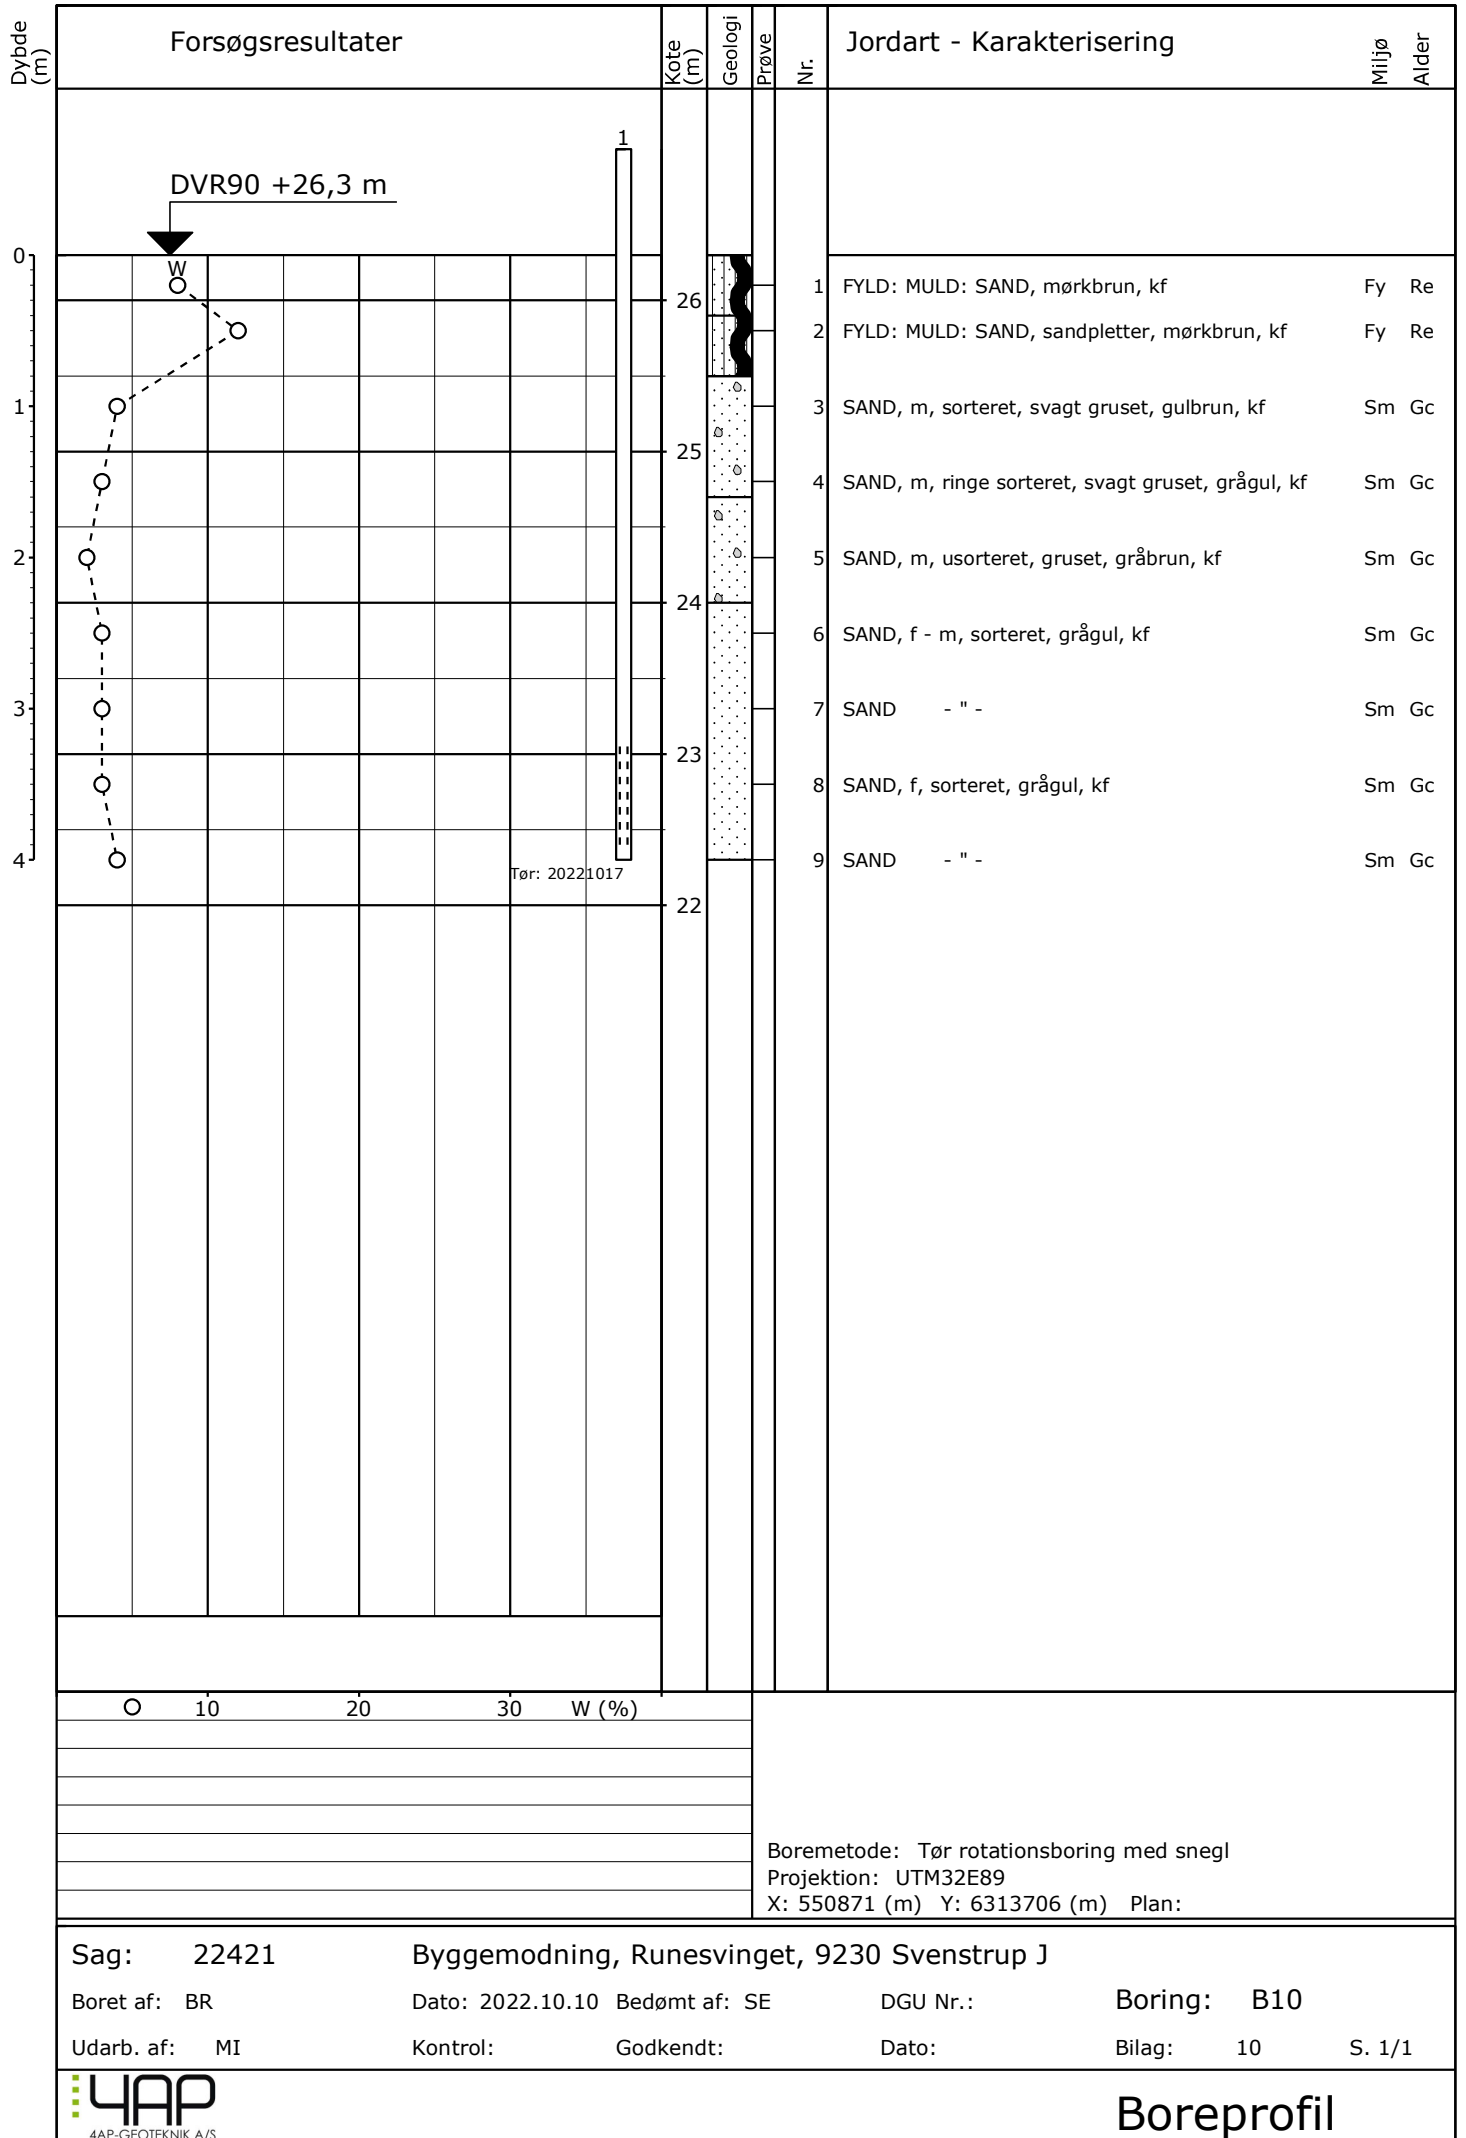 Dybde (m)
Forsøgsresultater
Kote (m)
Geologi
Prøve
Nr.
Jordart - Karakterisering
Miljø
Alder
1
DVR90 +26,3 m
0
W
26
1 FYLD: MULD: SAND, mørkbrun, kf Fy Re
2 FYLD: MULD: SAND, sandpletter, mørkbrun, kf Fy Re
1
3 SAND, m, sorteret, svagt gruset, gulbrun, kf Sm Gc
25
4 SAND, m, ringe sorteret, svagt gruset, grågul, kf Sm Gc
2
5 SAND, m, usorteret, gruset, gråbrun, kf Sm Gc
24
6 SAND, f - m, sorteret, grågul, kf Sm Gc
3
7 SAND - " - Sm Gc
23
8 SAND, f, sorteret, grågul, kf Sm Gc
4
9 SAND - " - Sm Gc
Tør: 20221017
22
10 20 30 W (%)
Boremetode: Tør rotationsboring med snegl
Projektion: UTM32E89
X: 550871 (m) Y: 6313706 (m) Plan:
Sag: 22421 Byggemodning, Runesvinget, 9230 Svenstrup J
Boret af: BR Dato: 2022.10.10 Bedømt af: SE DGU Nr.: Boring: B10
Udarb. af: MI Kontrol: Godkendt: Dato: Bilag: 10 S. 1/1
4AP
4AP-GEOTEKNIK A/S
Boreprofil